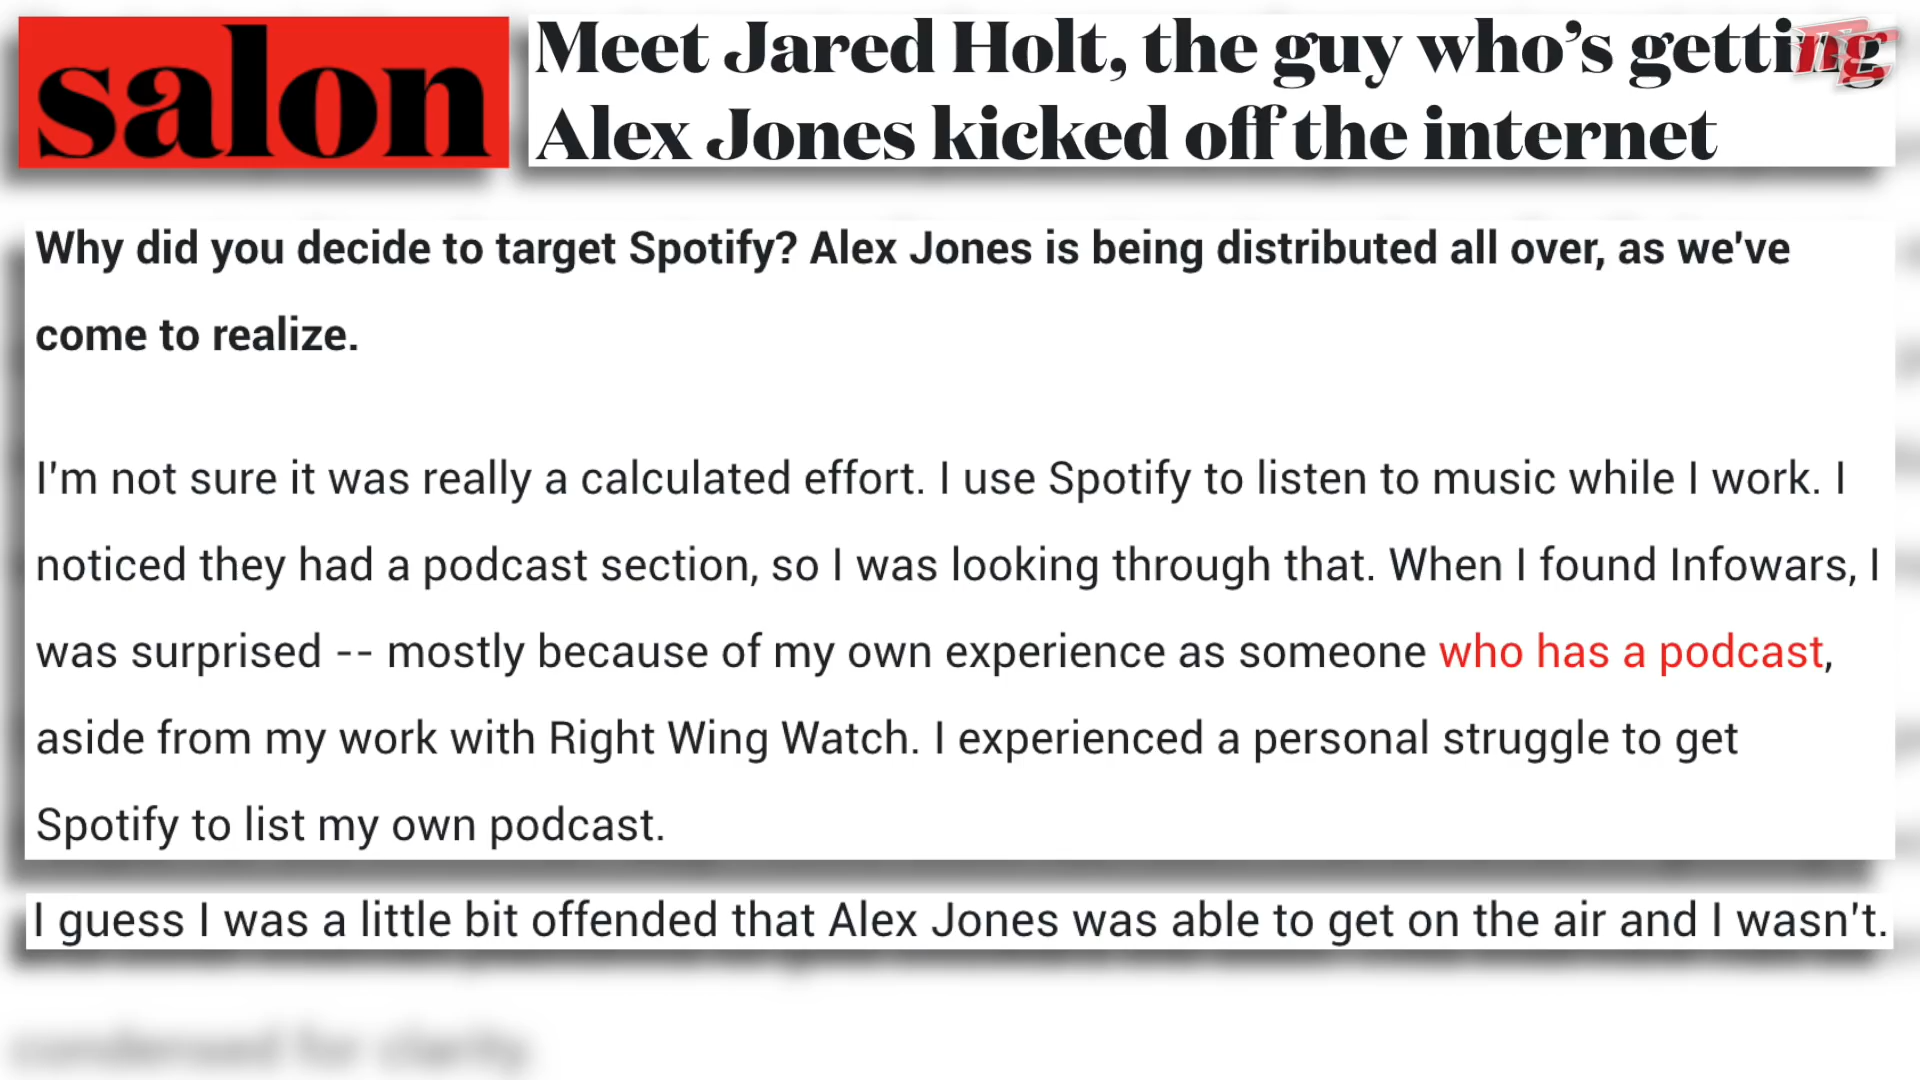 salon
Meet Jared Holt, the guy who's getting
Alex Jones kicked off the internet
Why did you decide to target Spotify? Alex Jones is being distributed all over, as we've
come to realize.
I'm not sure it was really a calculated effort. I use Spotify to listen to music while I work. I
noticed they had a podcast section, so I was looking through that. When I found Infowars, I
was surprised -- mostly because of my own experience as someone who has a podcast,
aside from my work with Right Wing Watch. I experienced a personal struggle to get
Spotify to list my own podcast.
I guess I was a little bit offended that Alex Jones was able to get on the air and I wasn't.
condensed for clarity